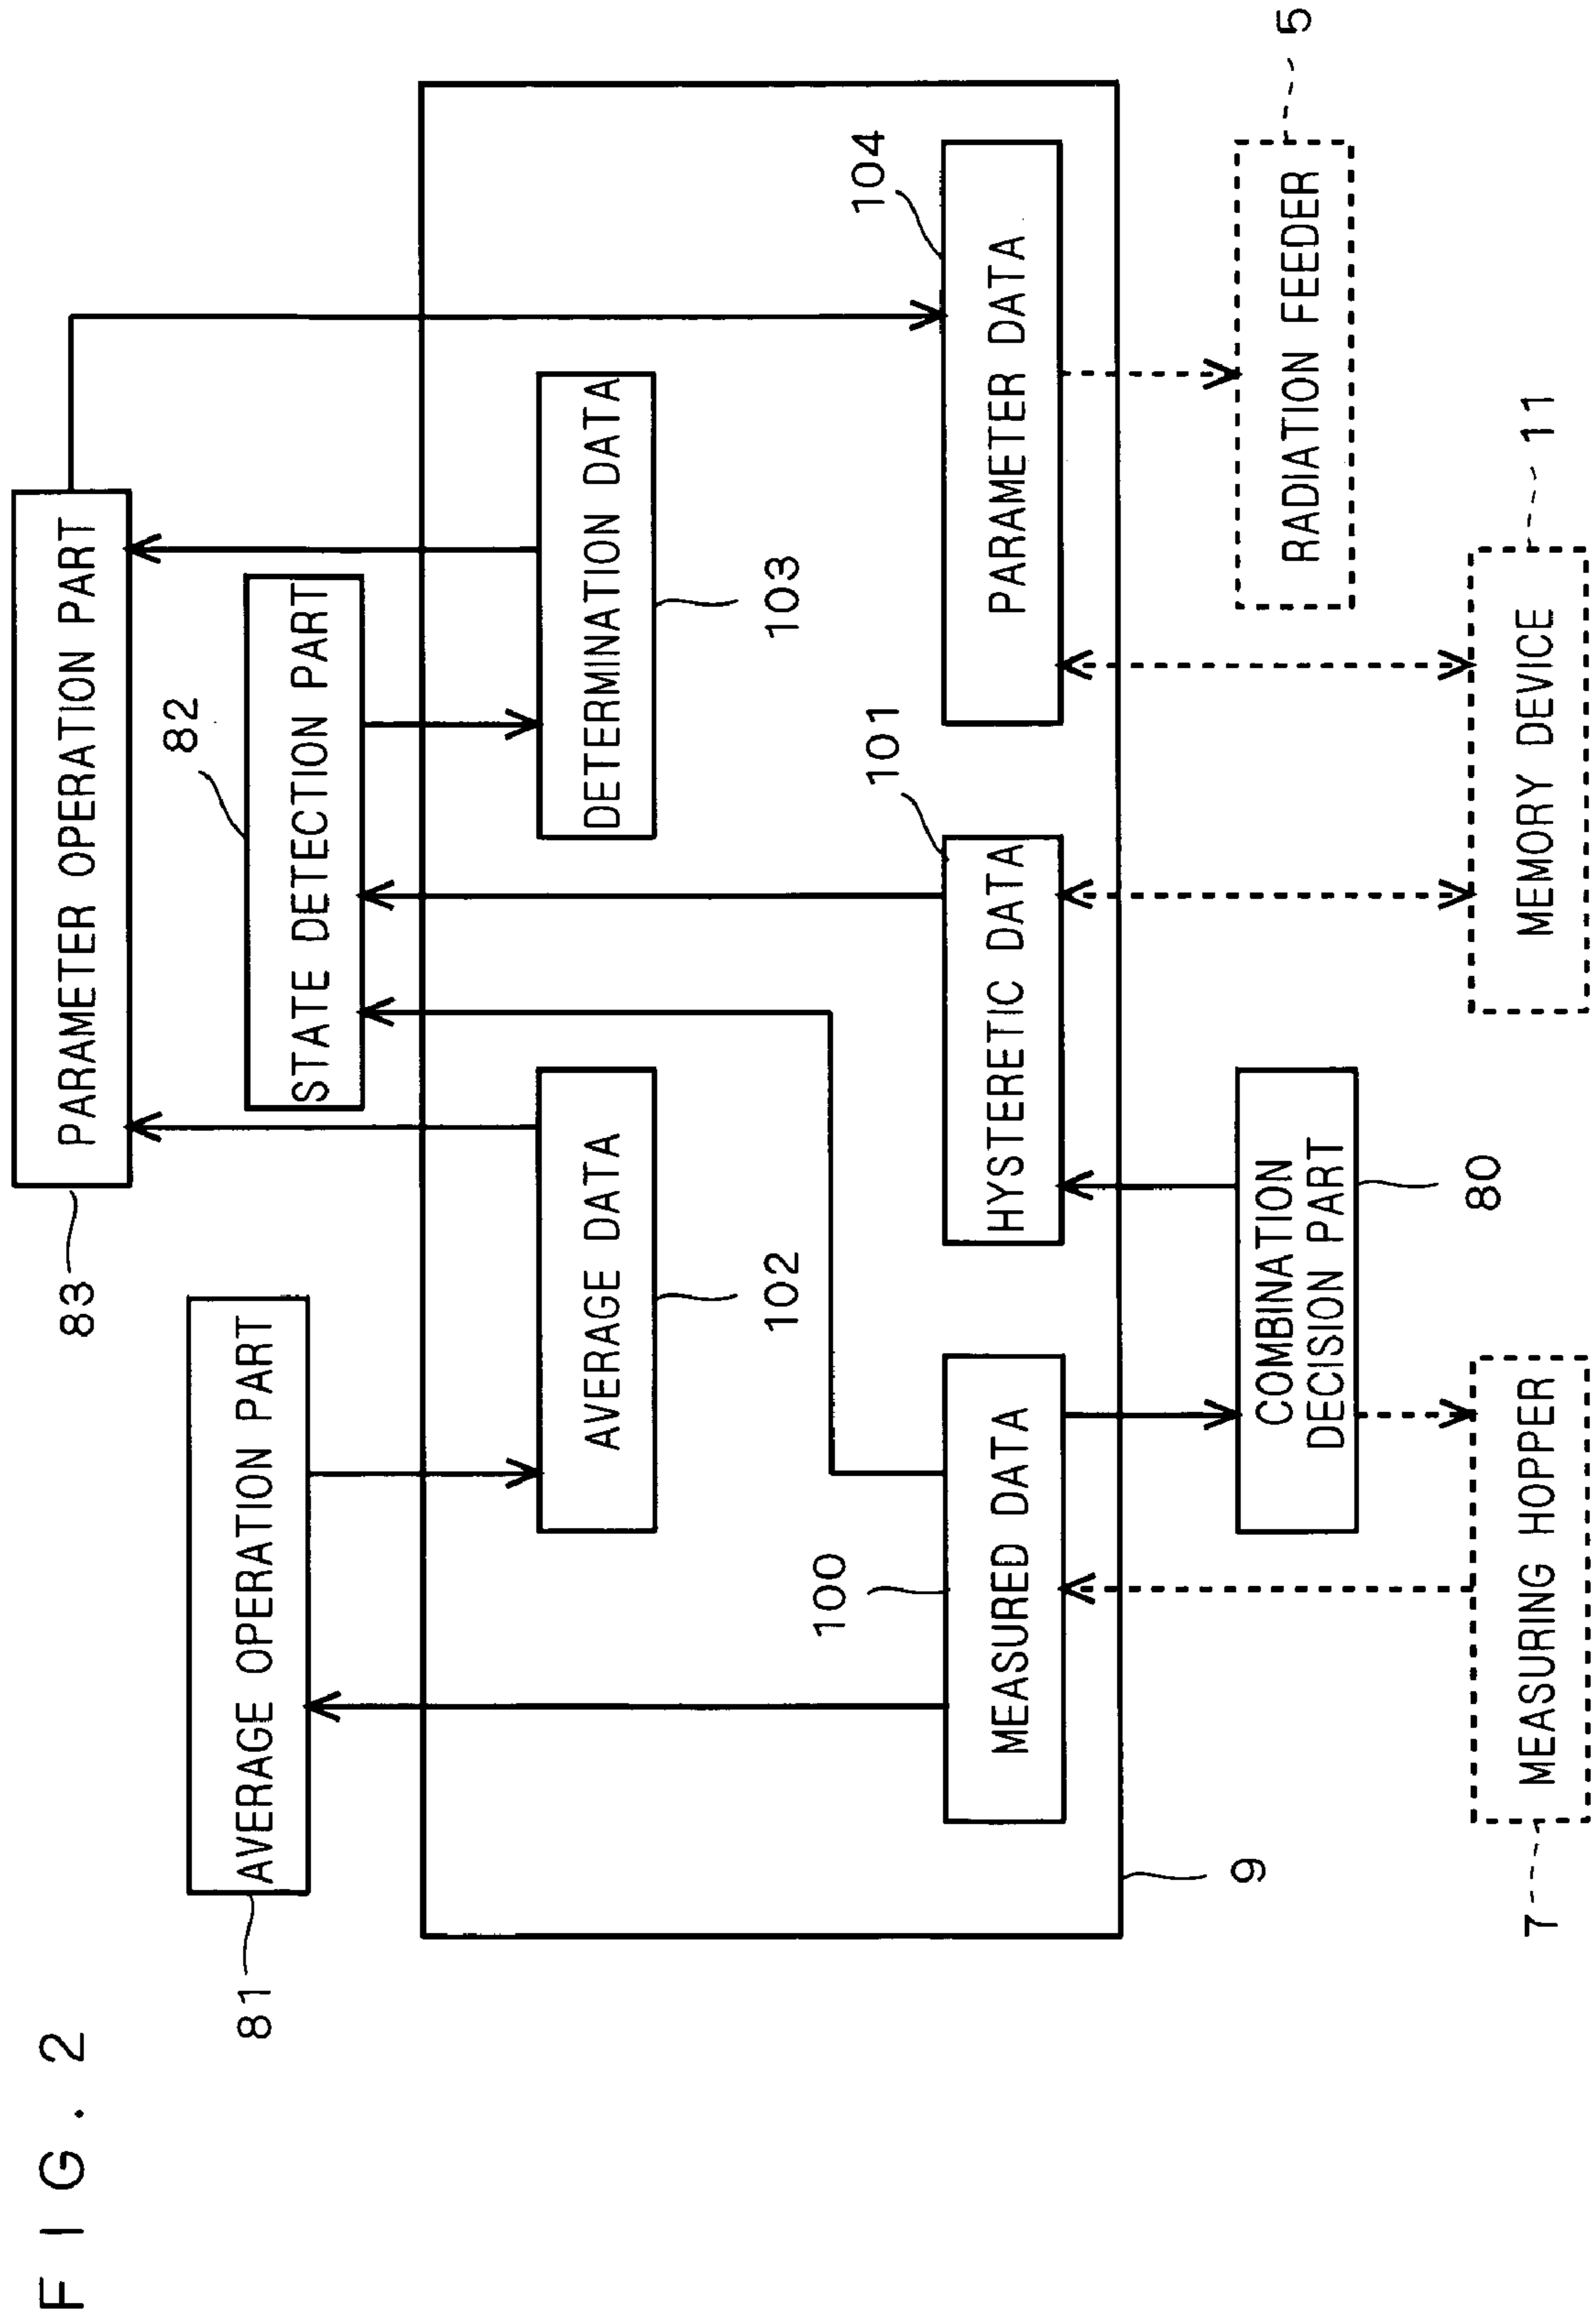 FIG. 2
83
PARAMETER OPERATION PART
81
AVERAGE OPERATION PART
82
STATE DETECTION PART
AVERAGE DATA
102
DETERMINATION DATA
103
100
MEASURED DATA
101
HYSTERETIC DATA
104
PARAMETER DATA
9
COMBINATION
DECISION PART
80
RADIATION FEEDER
5
7
MEASURING HOPPER
MEMORY DEVICE
11